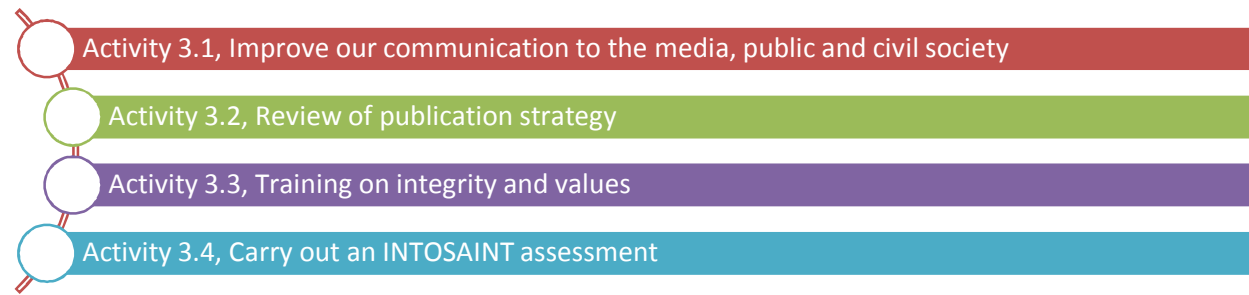 Activity 3.1, Improve our communication to the media, public and civil society
Activity 3.2, Review of publication strategy
Activity 3.3, Training on integrity and values
Activity 3.4, Carry out an INTOSAINT assessment